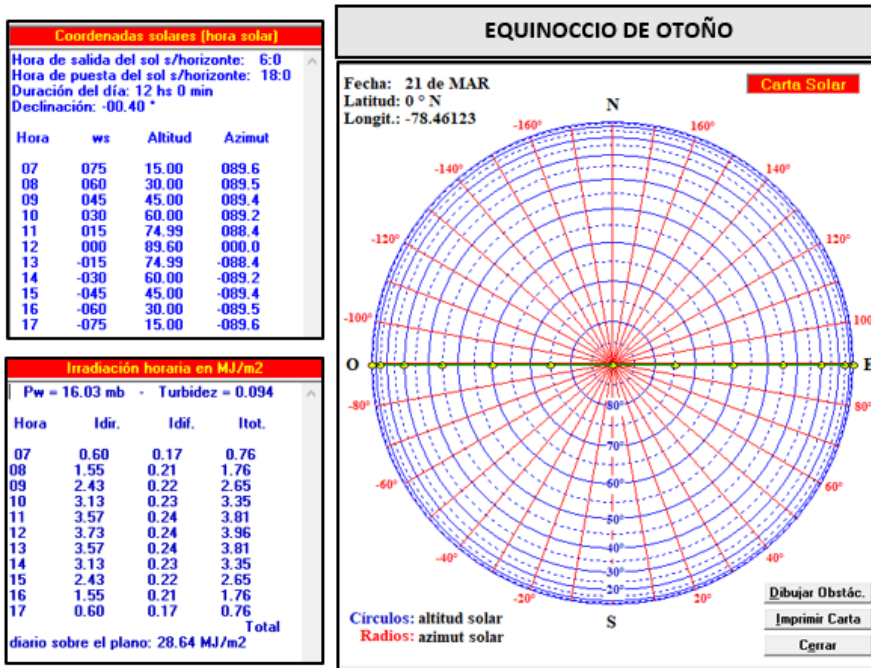 Coordenadas solares (hora solar)
Hora de salida del sol s/horizonte: 6:0
Hora de puesta del sol s/horizonte: 18:0
Duración del día: 12 hs 0 min
Declinación: -00.40 °
Hora ws Altitud Azimut
07 075 15.00 089.6
08 060 30.00 089.5
09 045 45.00 089.4
10 030 60.00 089.2
11 015 74.99 088.4
12 000 89.60 000.0
13 -015 74.99 -088.4
14 -030 60.00 -089.2
15 -045 45.00 -089.4
16 -060 30.00 -089.5
17 -075 15.00 -089.6
Irradiación horaria en MJ/m2
Pw = 16.03 mb - Turbidez = 0.094
Hora Idir. Idif. Itot.
07 0.60 0.17 0.76
08 1.55 0.21 1.76
09 2.43 0.22 2.65
10 3.13 0.23 3.35
11 3.57 0.24 3.81
12 3.73 0.24 3.96
13 3.57 0.24 3.81
14 3.13 0.23 3.35
15 2.43 0.22 2.65
16 1.55 0.21 1.76
17 0.60 0.17 0.76
Total
diario sobre el plano: 28.64 MJ/m2
EQUINOCCIO DE OTOÑO
Fecha: 21 de MAR
Latitud: 0 ° N
Longit.: -78.46123
Carta Solar
N
-160° 160°
-140° 140°
-120° 120°
-100° 100
O E
-80° 80° 80°
70°
-60° 60° 60°
50°
-40° 40° 40°
30°
20°
-20° 20°
S
Círculos: altitud solar
Radios: azimut solar
Dibujar Obstác.
Imprimir Carta
Cerrar